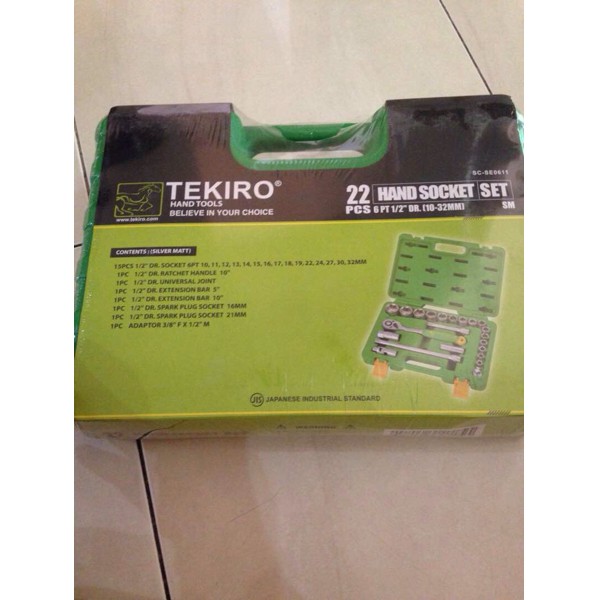 SC-SE0611
TEKIRO®
HAND TOOLS
BELIEVE IN YOUR CHOICE
www.tekiro.com
22 HAND SOCKET SET
PCS 6 PT 1/2" DR. (10-32MM) SM
CONTENTS : (SILVER MATT)
15PCS 1/2" DR. SOCKET 6PT 10, 11, 12, 13, 14, 15, 16, 17, 18, 19, 22, 24, 27, 30, 32MM
1PC 1/2" DR. RATCHET HANDLE 10"
1PC 1/2" DR. UNIVERSAL JOINT
1PC 1/2" DR. EXTENSION BAR 5"
1PC 1/2" DR. EXTENSION BAR 10"
1PC 1/2" DR. SPARK PLUG SOCKET 16MM
1PC 1/2" DR. SPARK PLUG SOCKET 21MM
1PC ADAPTOR 3/8" F X 1/2" M
JIS JAPANESE INDUSTRIAL STANDARD
WARNING